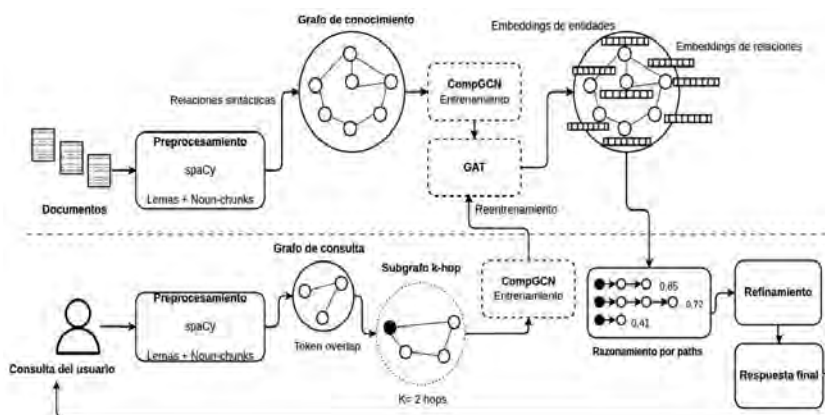 Grafo de conocimiento
Embeddings de entidades
Embeddings de relaciones
CompGCN
Entrenamiento
Relaciones sintácticas
Preprocesamiento
spaCy
Lemas + Noun-chunks
GAT
Documentos
Reentrenamiento
Grafo de consulta
Subgrafo k-hop
CompGCN
Entrenamiento
Preprocesamiento
spaCy
Lemas + Noun-chunks
Token overlap
Consulta del usuario
K= 2 hops
0,85
0,72
0,41
Razonamiento por paths
Refinamiento
Respuesta final